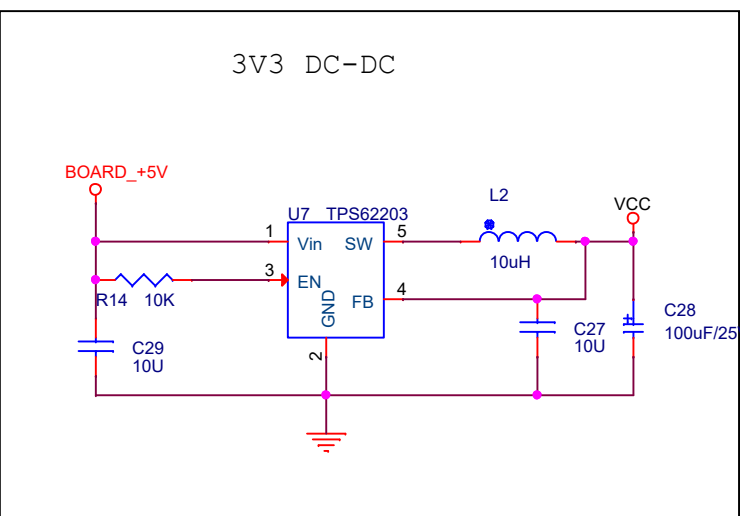 3V3 DC-DC
BOARD_+5V
U7 TPS62203
L2
VCC
1
Vin
SW
5
10uH
3
EN
R14 10K
GND
FB
4
2
C29
10U
C27
10U
C28
100uF/25